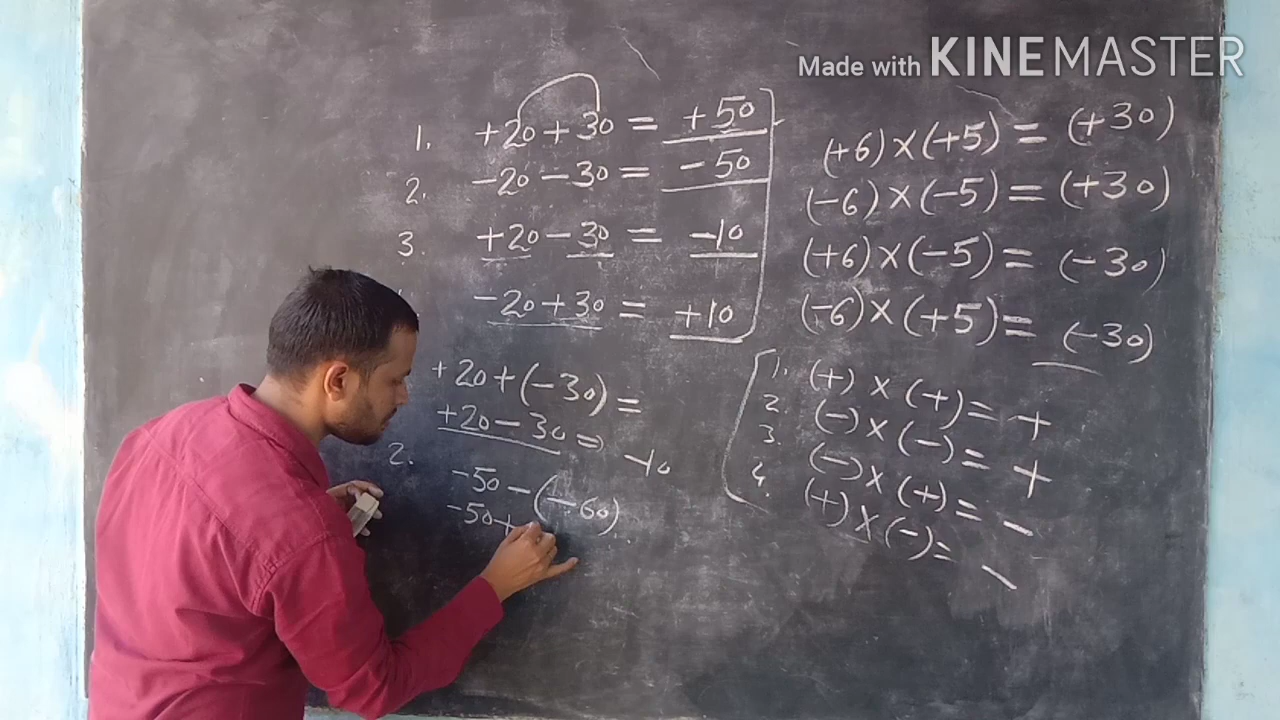 Made with KINEMASTER
1. +20 + 30 = +50
2. -20 - 30 = -50
3. +20 - 30 = -10
-20 + 30 = +10
+20 + (-30) =
+20 - 30 =
-10
2. -50 - (-60)
-50 +
(+6) × (+5) = (+30)
(-6) × (-5) = (+30)
(+6) × (-5) = (-30)
(-6) × (+5) = (-30)
1. (+) × (+) = +
2. (-) × (-) = +
3. (-) × (+) = -
4. (+) × (-) = -